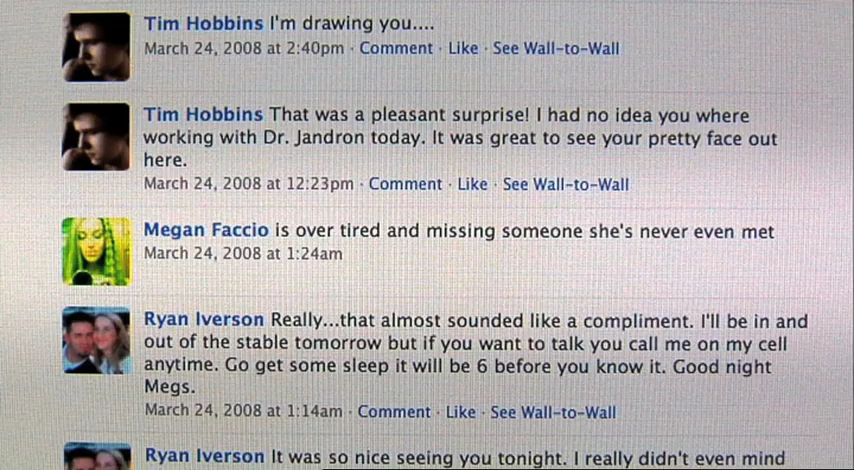 Tim Hobbins I'm drawing you....
March 24, 2008 at 2:40pm · Comment · Like · See Wall-to-Wall
Tim Hobbins That was a pleasant surprise! I had no idea you where
working with Dr. Jandron today. It was great to see your pretty face out
here.
March 24, 2008 at 12:23pm · Comment · Like · See Wall-to-Wall
Megan Faccio is over tired and missing someone she's never even met
March 24, 2008 at 1:24am
Ryan Iverson Really...that almost sounded like a compliment. I'll be in and
out of the stable tomorrow but if you want to talk you call me on my cell
anytime. Go get some sleep it will be 6 before you know it. Good night
Megs.
March 24, 2008 at 1:14am · Comment · Like · See Wall-to-Wall
Ryan Iverson It was so nice seeing you tonight. I really didn't even mind